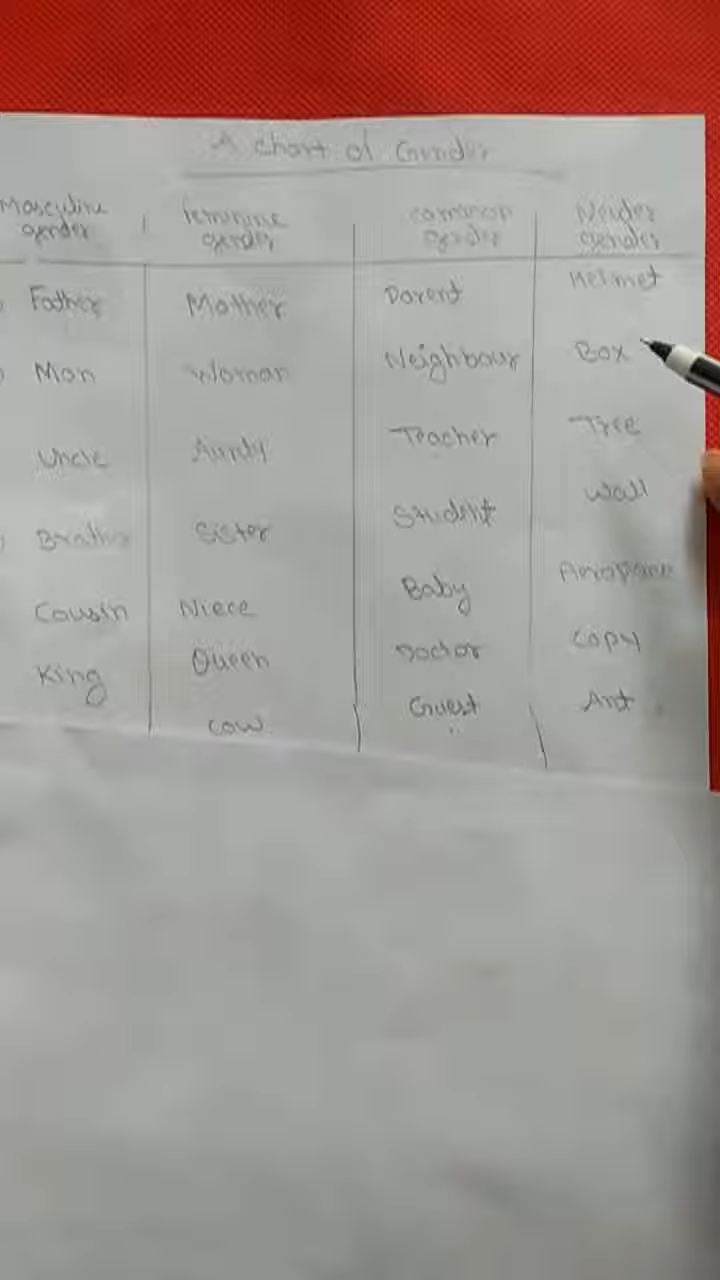 A chart of Gender
Masculine gender | feminine gender | common gender | Neuter gender
Father Mother Parent Helmet
Man Woman Neighbour Box
Uncle Aunty Teacher Tree
Brother Sister Student Wall
Cousin Niece Baby Aeroplane
King Queen Doctor Copy
Cow Guest Ant